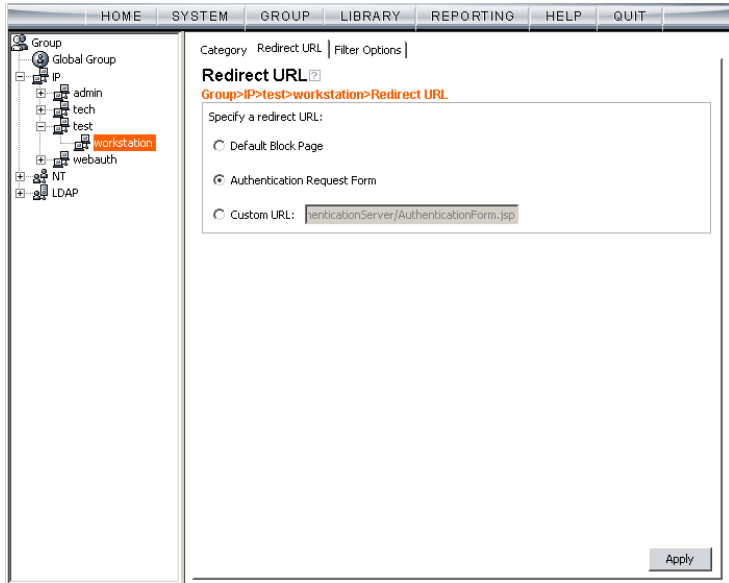 HOME SYSTEM GROUP LIBRARY REPORTING HELP QUIT
Group
Global Group
IP
admin
tech
test
workstation
webauth
NT
LDAP
Category Redirect URL Filter Options
Redirect URL ?
Group>IP>test>workstation>Redirect URL
Specify a redirect URL:
Default Block Page
Authentication Request Form
Custom URL: henticationServer/AuthenticationForm.jsp
Apply